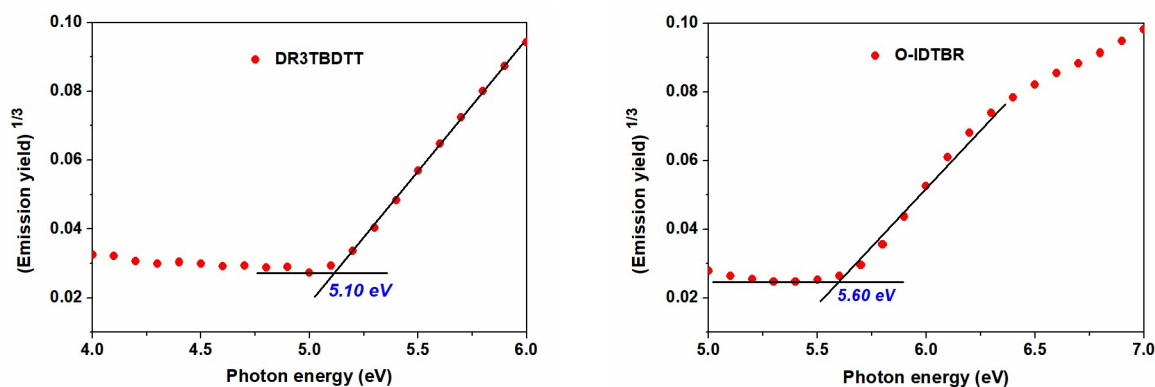 0.10
0.08
0.06
0.04
0.02
(Emission yield) 1/3
DR3TBDTT
5.10 eV
4.0 4.5 5.0 5.5 6.0
Photon energy (eV)
0.10
0.08
0.06
0.04
0.02
(Emission yield) 1/3
O-IDTBR
5.60 eV
5.0 5.5 6.0 6.5 7.0
Photon energy (eV)